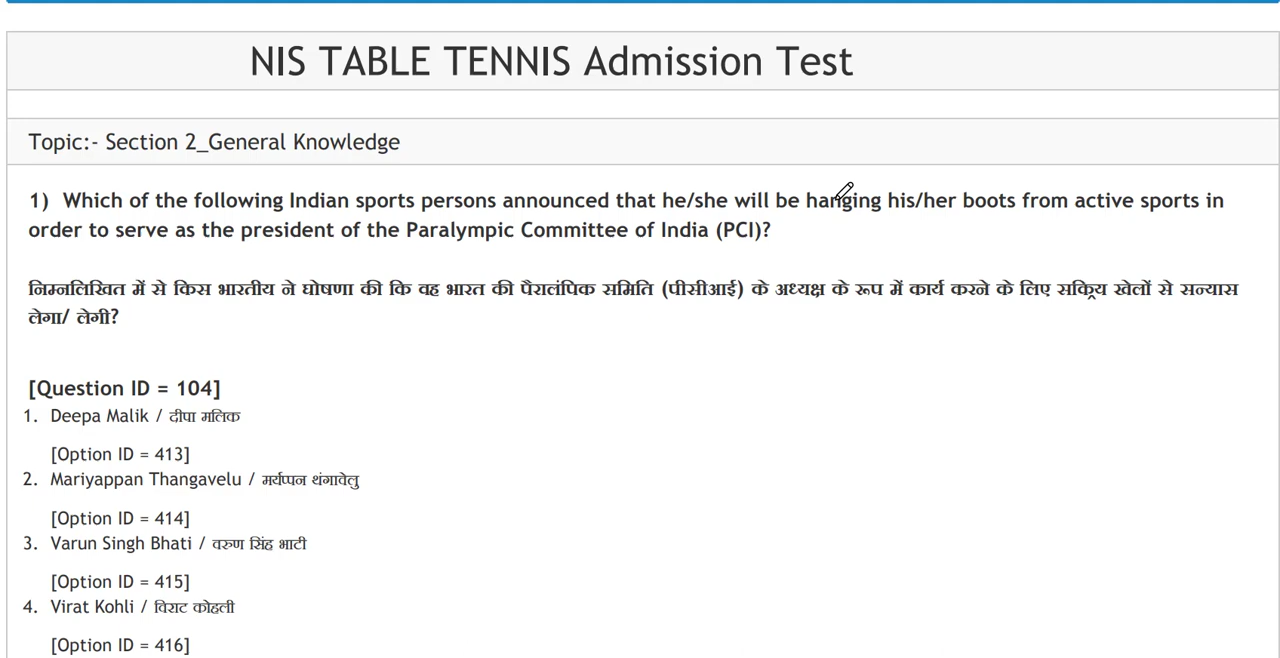 NIS TABLE TENNIS Admission Test
Topic:- Section 2_General Knowledge
1) Which of the following Indian sports persons announced that he/she will be hanging his/her boots from active sports in
order to serve as the president of the Paralympic Committee of India (PCI)?
निम्नलिखित में से किस भारतीय ने घोषणा की कि वह भारत की पैरालंपिक समिति (पीसीआई) के अध्यक्ष के रूप में कार्य करने के लिए सक्रिय खेलों से सन्यास
लेगा/ लेगी?
[Question ID = 104]
1. Deepa Malik / दीपा मलिक
[Option ID = 413]
2. Mariyappan Thangavelu / मर्यप्पन थंगावेलु
[Option ID = 414]
3. Varun Singh Bhati / वरुण सिंह भाटी
[Option ID = 415]
4. Virat Kohli / विराट कोहली
[Option ID = 416]